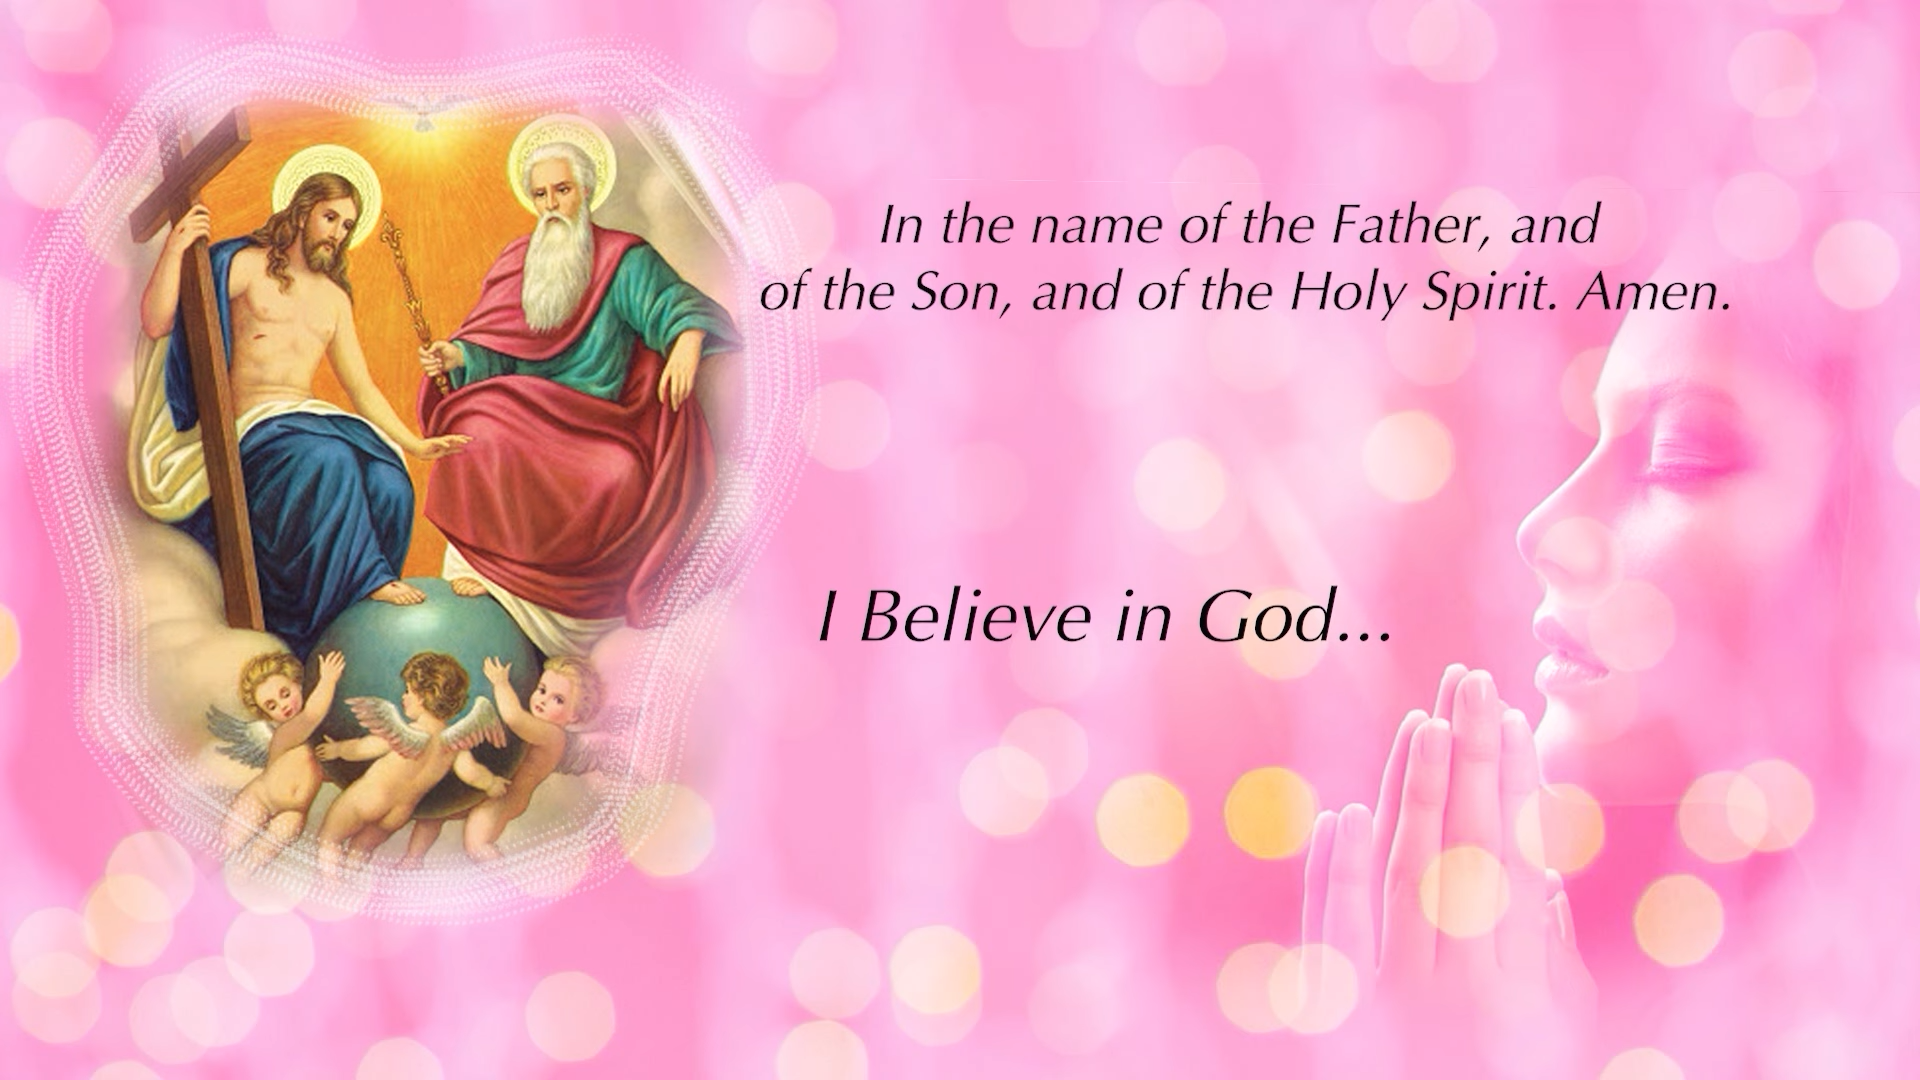 In the name of the Father, and
of the Son, and of the Holy Spirit. Amen.
I Believe in God...